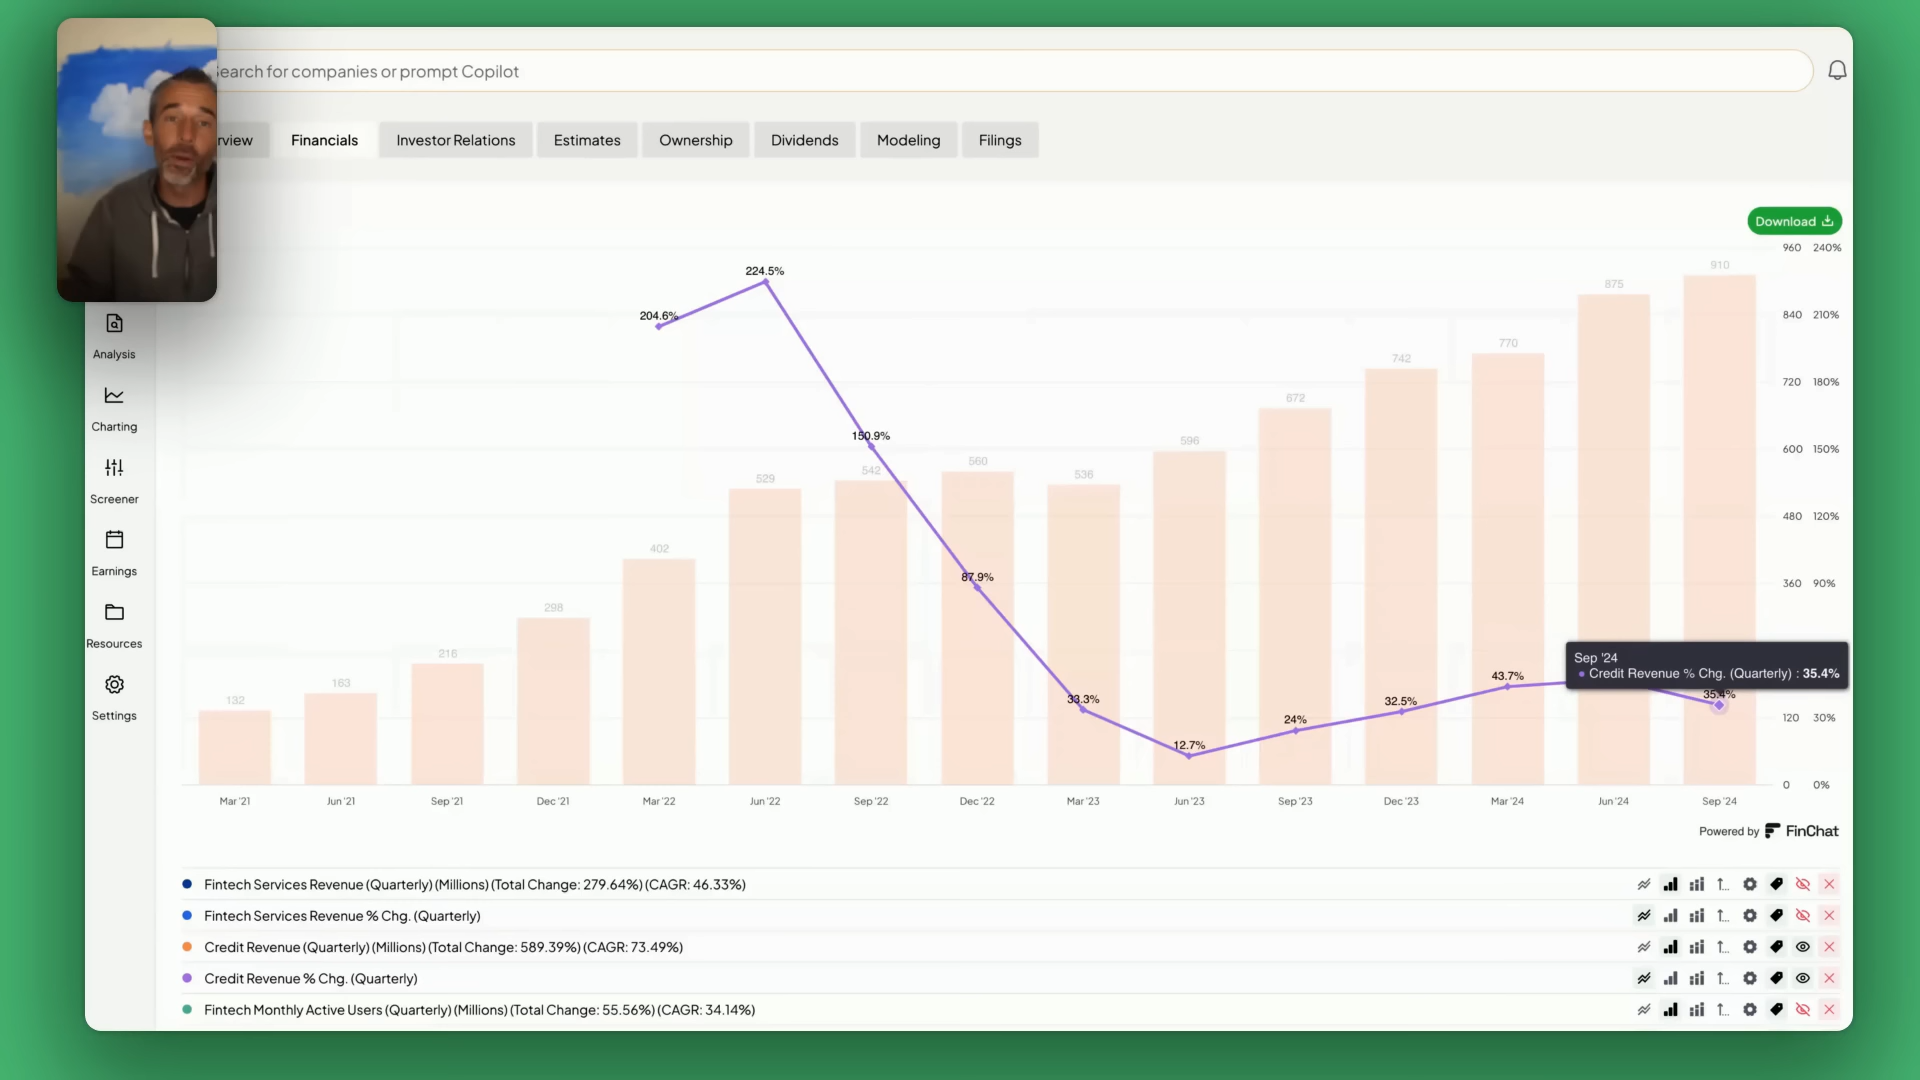 Search for companies or prompt Copilot
rview
Financials
Investor Relations
Estimates
Ownership
Dividends
Modeling
Filings
Download
Analysis
Charting
Screener
Earnings
Resources
Settings
960 240%
840 210%
720 180%
600 150%
480 120%
360 90%
120 30%
0 0%
204.6%
224.5%
150.9%
87.9%
33.3%
12.7%
24%
32.5%
43.7%
35.4%
132
163
216
298
402
529
542
560
536
596
672
742
770
875
910
Sep '24
Credit Revenue % Chg. (Quarterly) : 35.4%
Mar '21
Jun '21
Sep '21
Dec '21
Mar '22
Jun '22
Sep '22
Dec '22
Mar '23
Jun '23
Sep '23
Dec '23
Mar '24
Jun '24
Sep '24
Powered by FinChat
Fintech Services Revenue (Quarterly) (Millions) (Total Change: 279.64%) (CAGR: 46.33%)
Fintech Services Revenue % Chg. (Quarterly)
Credit Revenue (Quarterly) (Millions) (Total Change: 589.39%) (CAGR: 73.49%)
Credit Revenue % Chg. (Quarterly)
Fintech Monthly Active Users (Quarterly) (Millions) (Total Change: 55.56%) (CAGR: 34.14%)